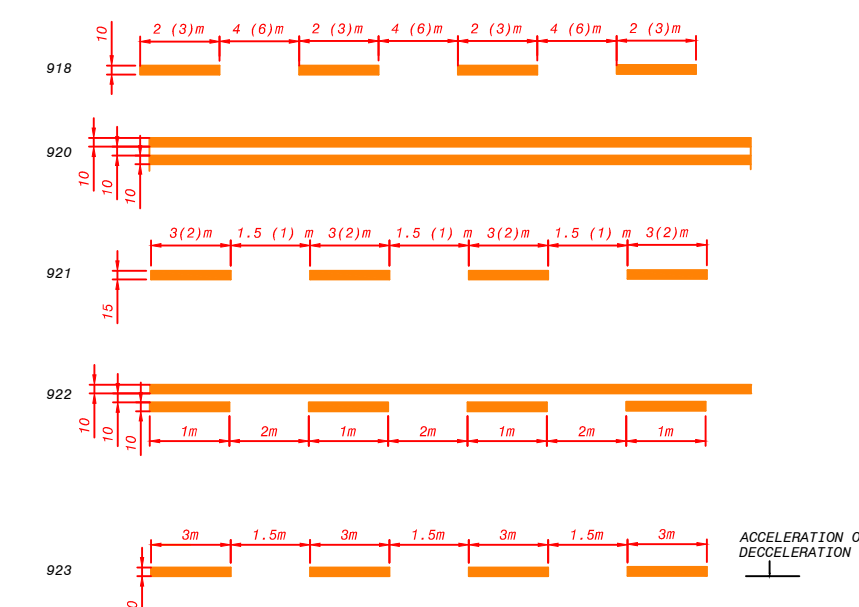 2 (3)m 4 (6)m 2 (3)m 4 (6)m 2 (3)m 4 (6)m 2 (3)m
10
918
920
10
10
10
3(2)m 1.5 (1) m 3(2)m 1.5 (1) m 3(2)m 1.5 (1) m 3(2)m
921
15
922
10
10
10
1m 2m 1m 2m 1m 2m 1m
3m 1.5m 3m 1.5m 3m 1.5m 3m
ACCELERATION O
DECCELERATION
923